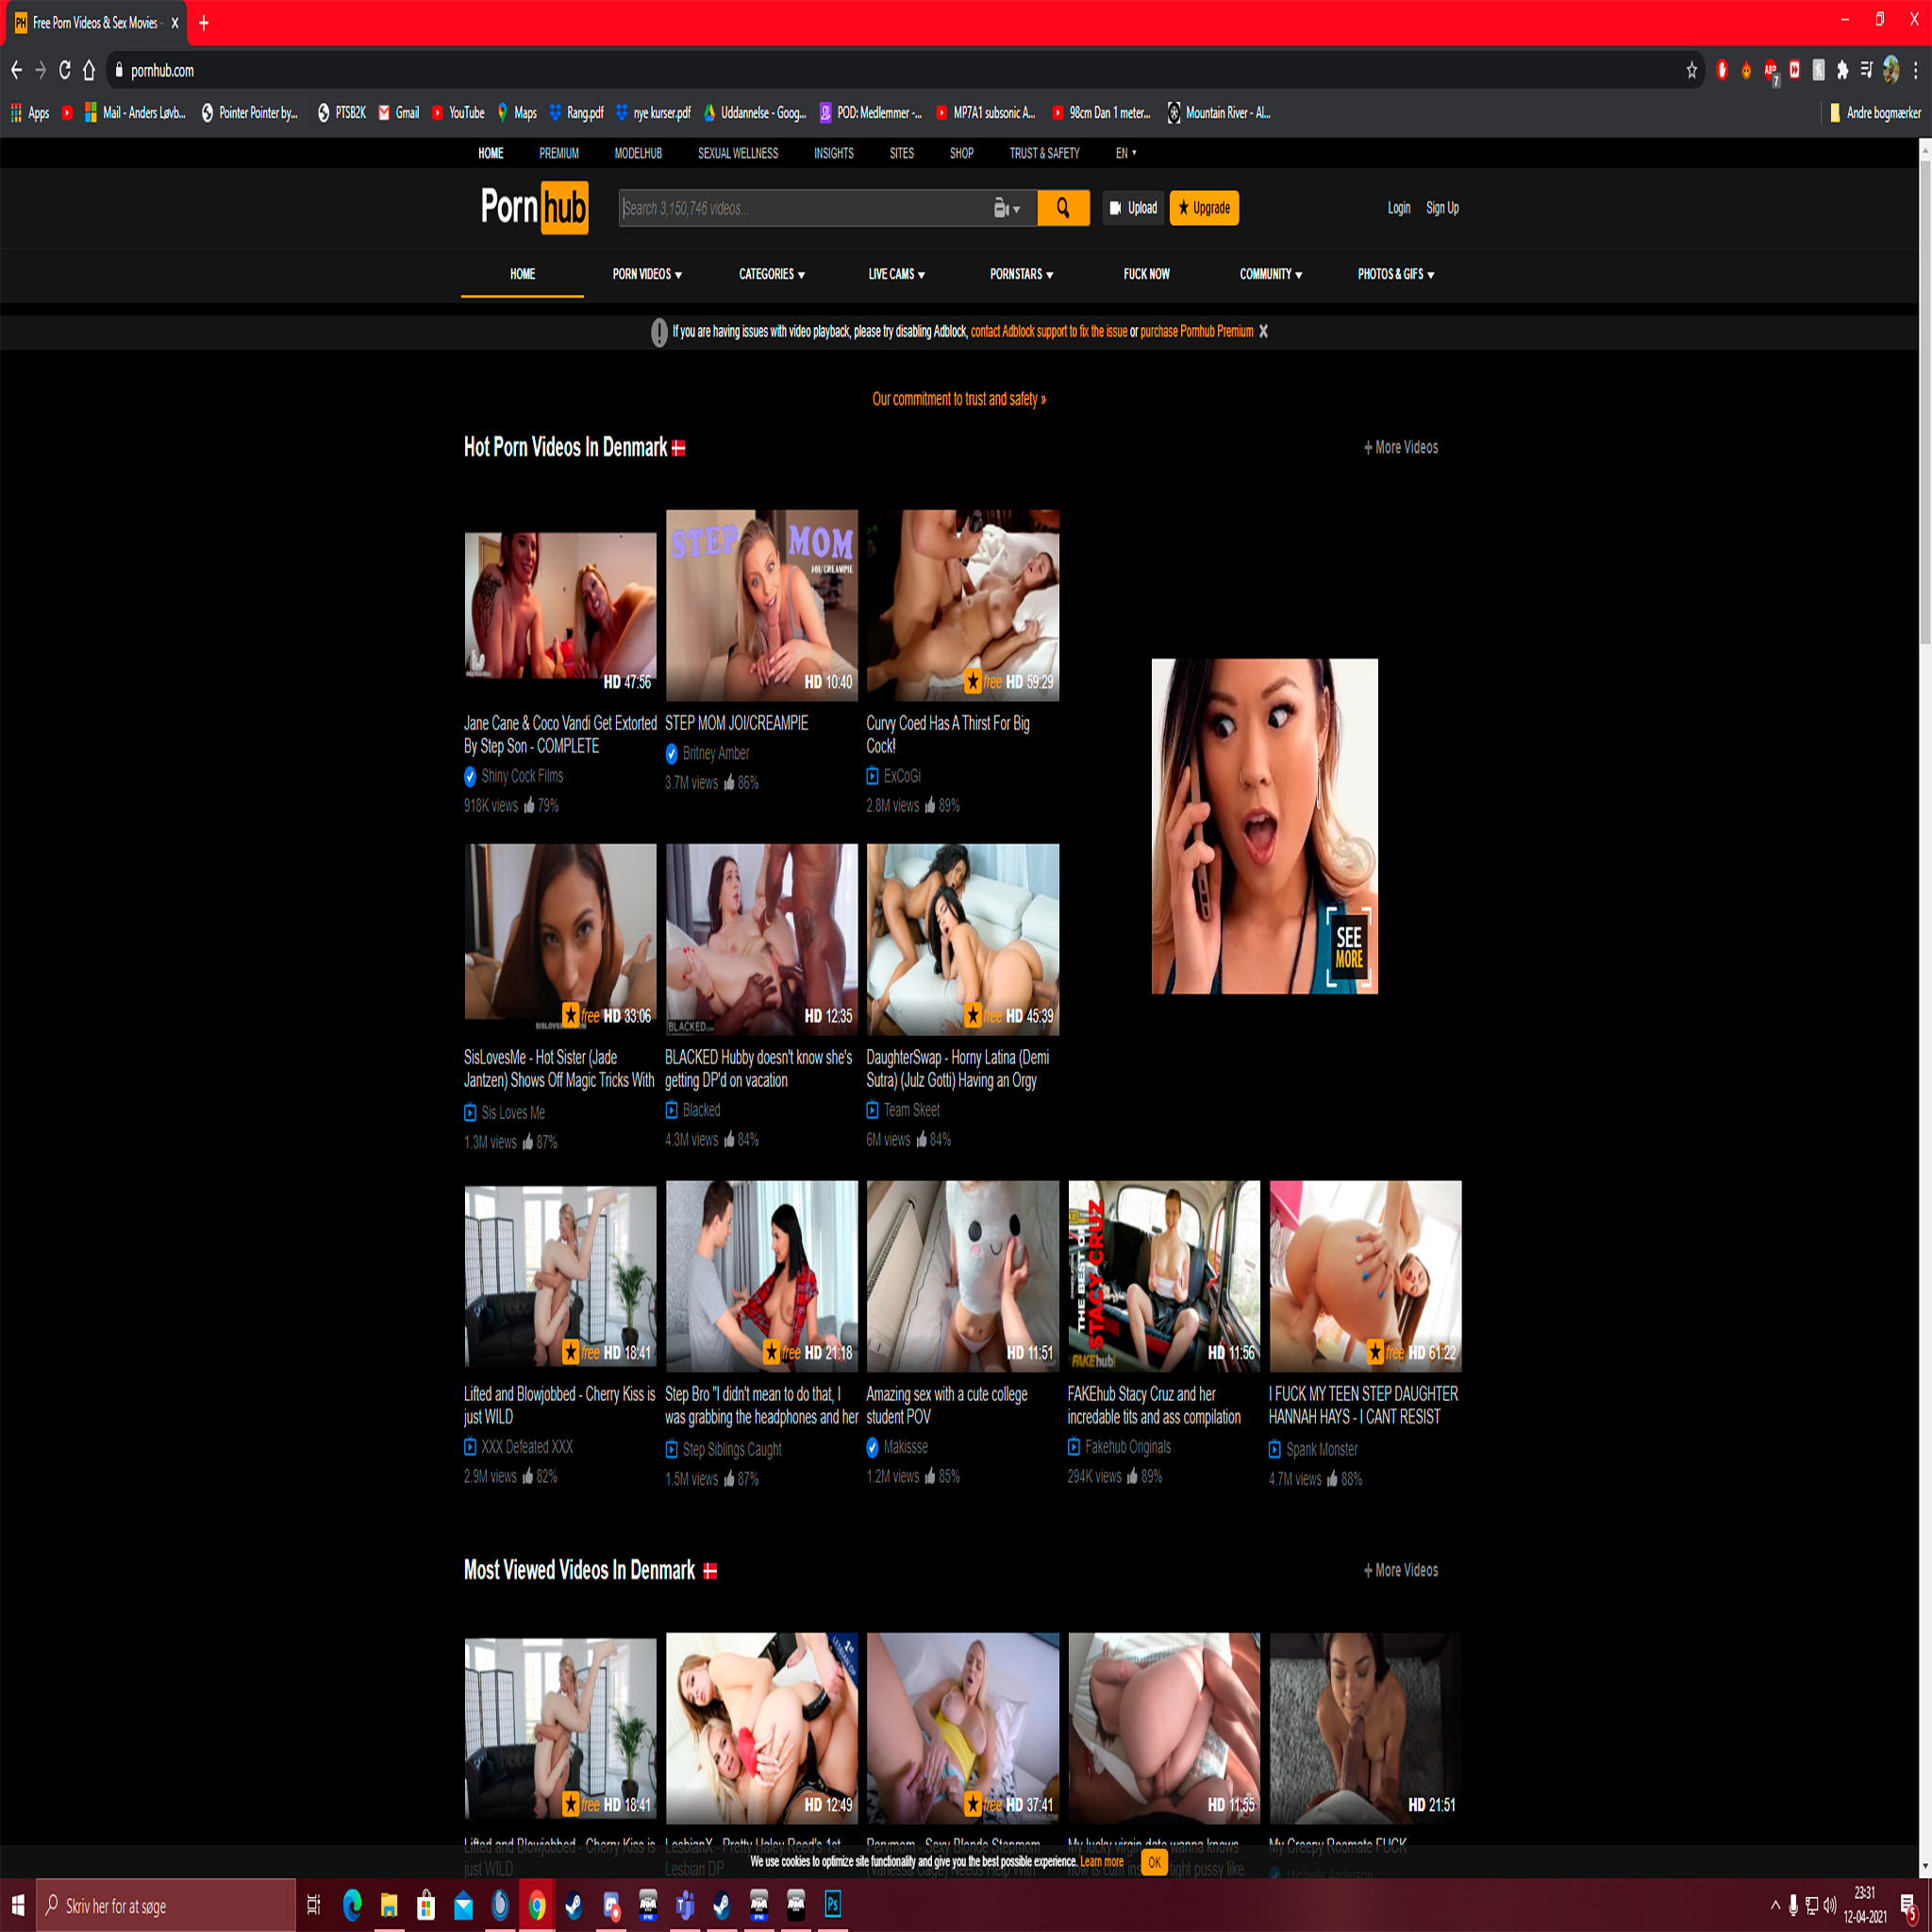 Free Porn Videos & Sex Movies -
pornhub.com
Apps Mail - Anders Løvb... Pointer Pointer by... PTSB2K Gmail YouTube Maps Rang.pdf nye kurser.pdf Uddannelse - Goog... POD: Medlemmer -... MP7A1 subsonic A... 98cm Dan 1 meter... Mountain River - Al... Andre bogmærker
HOME PREMIUM MODELHUB SEXUAL WELLNESS INSIGHTS SITES SHOP TRUST & SAFETY EN
Porn hub Search 3,150,746 videos... Upload Upgrade Login Sign Up
HOME PORN VIDEOS CATEGORIES LIVE CAMS PORNSTARS FUCK NOW COMMUNITY PHOTOS & GIFS
If you are having issues with video playback, please try disabling Adblock, contact Adblock support to fix the issue or purchase Pornhub Premium
Our commitment to trust and safety »
Hot Porn Videos In Denmark + More Videos
HD 47:56
Jane Cane & Coco Vandi Get Extorted
By Step Son - COMPLETE
Shiny Cock Films
918K views 79%
STEP MOM
JOI/CREAMPIE
HD 10:40
STEP MOM JOI/CREAMPIE
Britney Amber
3.7M views 86%
free HD 59:29
Curvy Coed Has A Thirst For Big
Cock!
ExCoGi
2.8M views 89%
SEE
MORE
free HD 33:06
SisLovesMe - Hot Sister (Jade
Jantzen) Shows Off Magic Tricks With
Sis Loves Me
1.3M views 87%
BLACKED.com
HD 12:35
BLACKED Hubby doesn't know she's
getting DP'd on vacation
Blacked
4.3M views 84%
free HD 45:39
DaughterSwap - Horny Latina (Demi
Sutra) (Julz Gotti) Having an Orgy
Team Skeet
6M views 84%
free HD 18:41
Lifted and Blowjobbed - Cherry Kiss is
just WILD
XXX Defeated XXX
2.9M views 82%
free HD 21:18
Step Bro "I didn't mean to do that, I
was grabbing the headphones and her
Step Siblings Caught
1.5M views 87%
HD 11:51
Amazing sex with a cute college
student POV
Makissse
1.2M views 85%
THE BEST OF
STACY CRUZ
FAKEhub
HD 11:56
FAKEhub Stacy Cruz and her
incredable tits and ass compilation
Fakehub Originals
294K views 89%
free HD 61:22
I FUCK MY TEEN STEP DAUGHTER
HANNAH HAYS - I CANT RESIST
Spank Monster
4.7M views 88%
Most Viewed Videos In Denmark + More Videos
free HD 18:41
Lifted and Blowjobbed - Cherry Kiss is
just WILD
HD 12:49
LesbianX - Pretty Haley Reed's 1st
Lesbian DP
free HD 37:41
Pervmom - Sexy Blonde Stepmom
HD 11:55
My lucky virgin date wanna knows
HD 21:51
My Creepy Roomate FUCK
We use cookies to optimize site functionality and give you the best possible experience. Learn more OK
Skriv her for at søge
Ps
23:31
12-04-2021
5